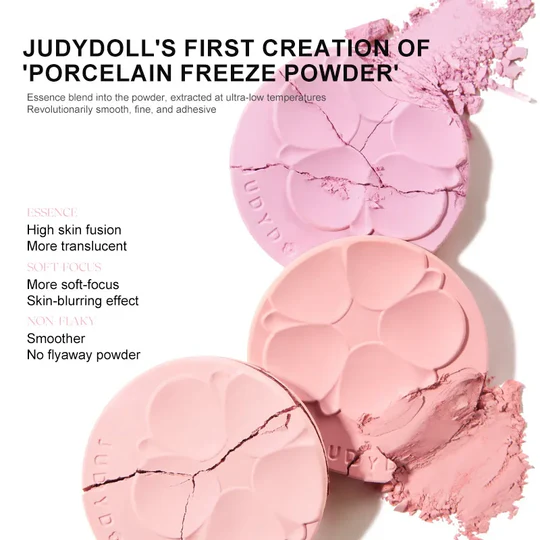 JUDYDOLL'S FIRST CREATION OF
'PORCELAIN FREEZE POWDER'
Essence blend into the powder, extracted at ultra-low temperatures
Revolutionarily smooth, fine, and adhesive
ESSENCE
High skin fusion
More translucent
SOFT FOCUS
More soft-focus
Skin-blurring effect
NON-FLAKY
Smoother
No flyaway powder